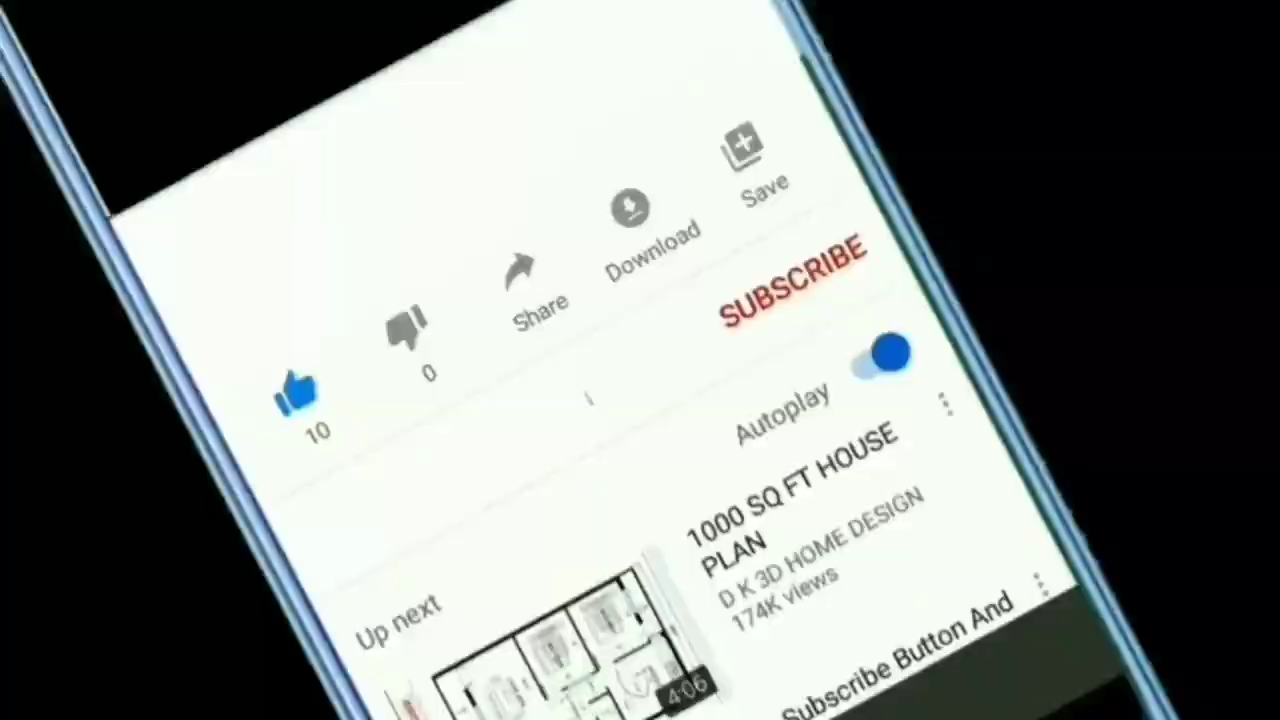 Save
Download
Share
0
10
SUBSCRIBE
Autoplay
Up next
1000 SQ FT HOUSE
PLAN
D K 3D HOME DESIGN
174K views
4:06
Subscribe Button And